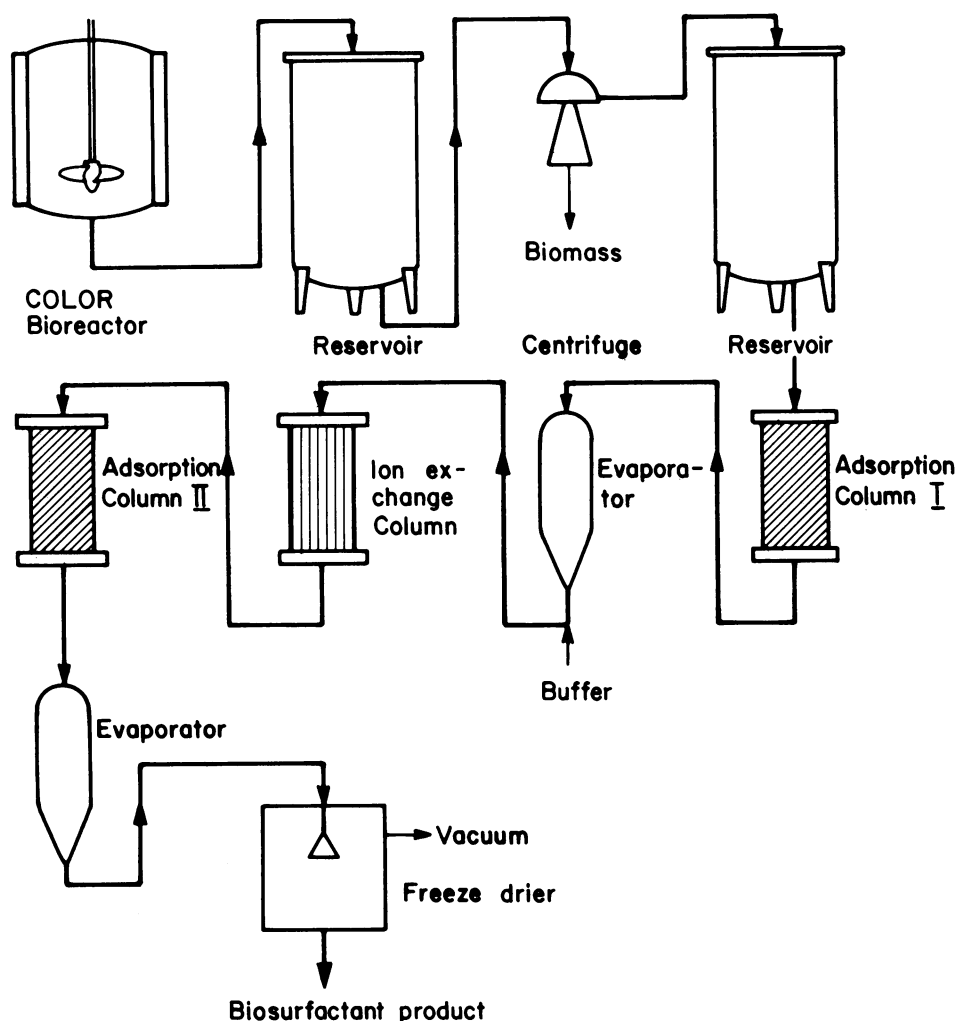 COLOR
Bioreactor
Reservoir
Biomass
Centrifuge
Reservoir
Adsorption
Column II
Ion ex-
change
Column
Evapora-
tor
Adsorption
Column I
Buffer
Evaporator
Vacuum
Freeze drier
Biosurfactant product